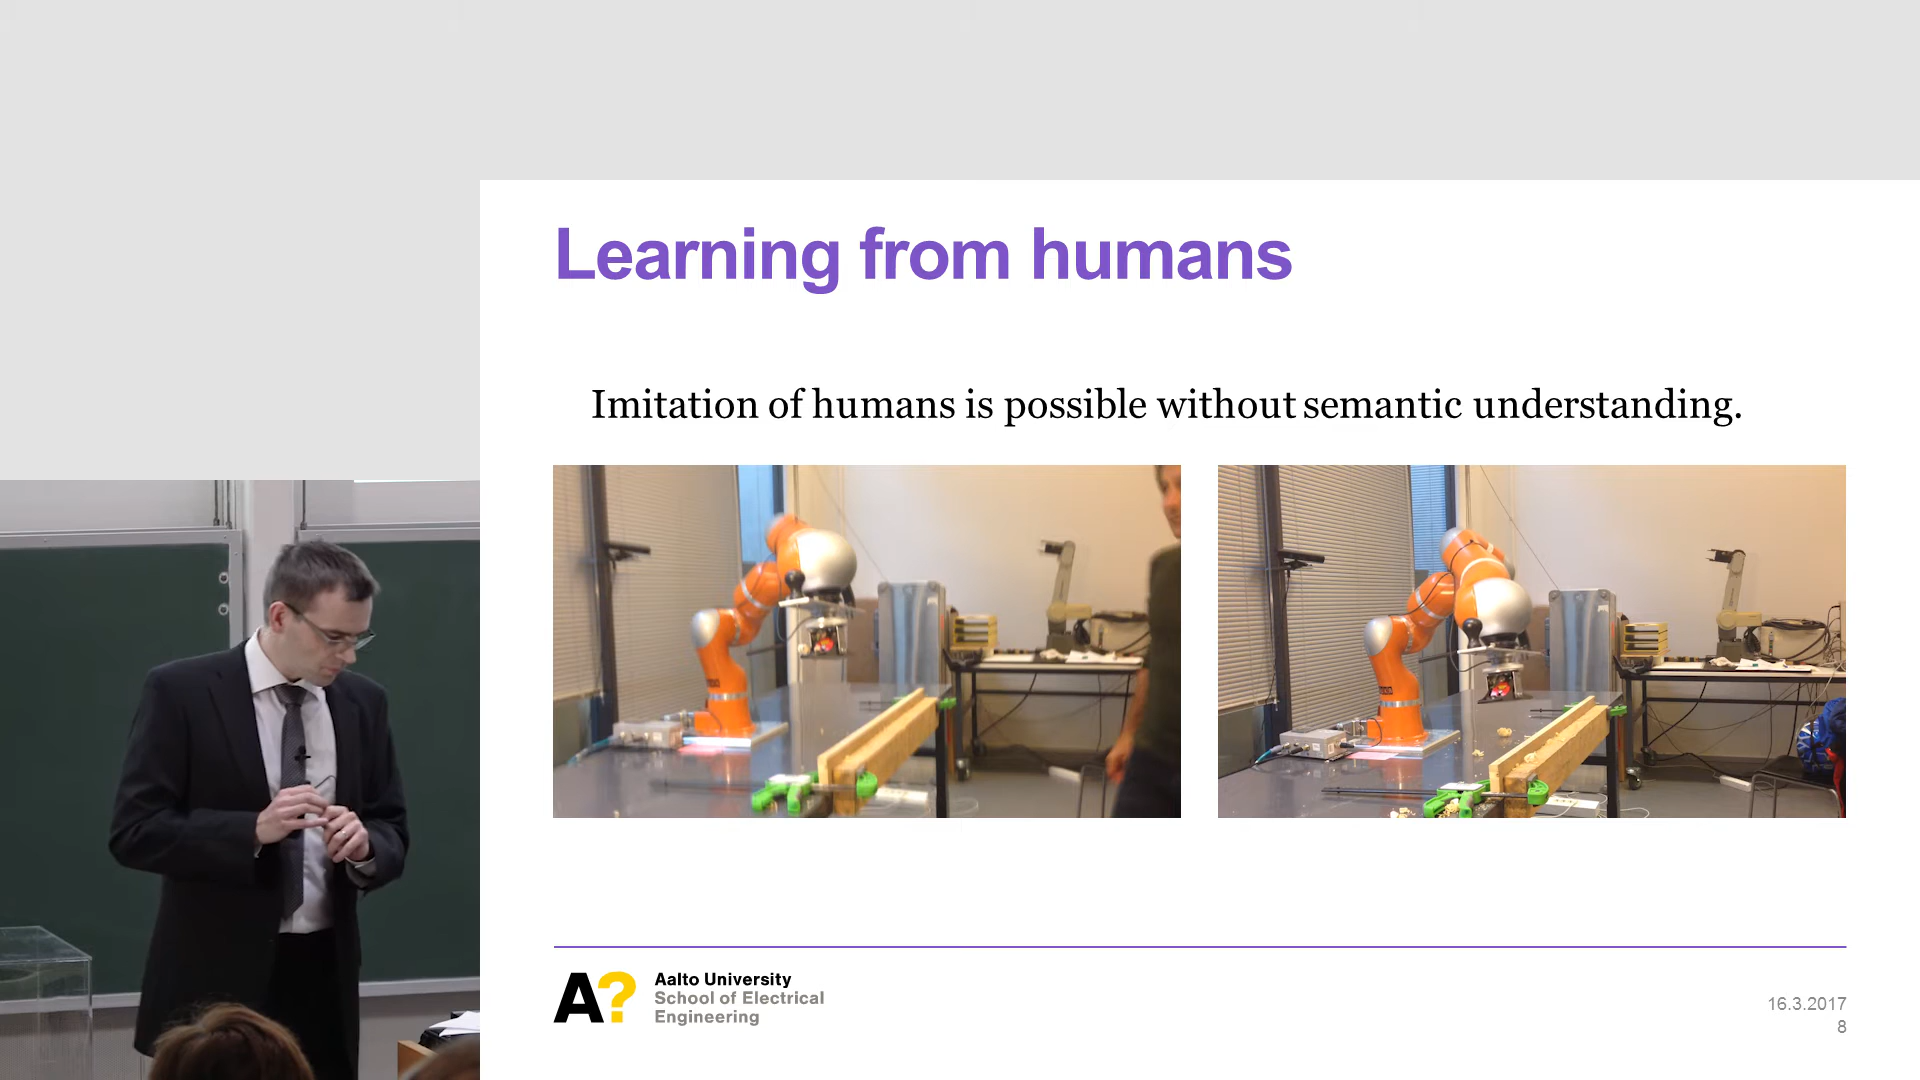 Learning from humans
Imitation of humans is possible without semantic understanding.
A?
Aalto University
School of Electrical
Engineering
16.3.2017
8